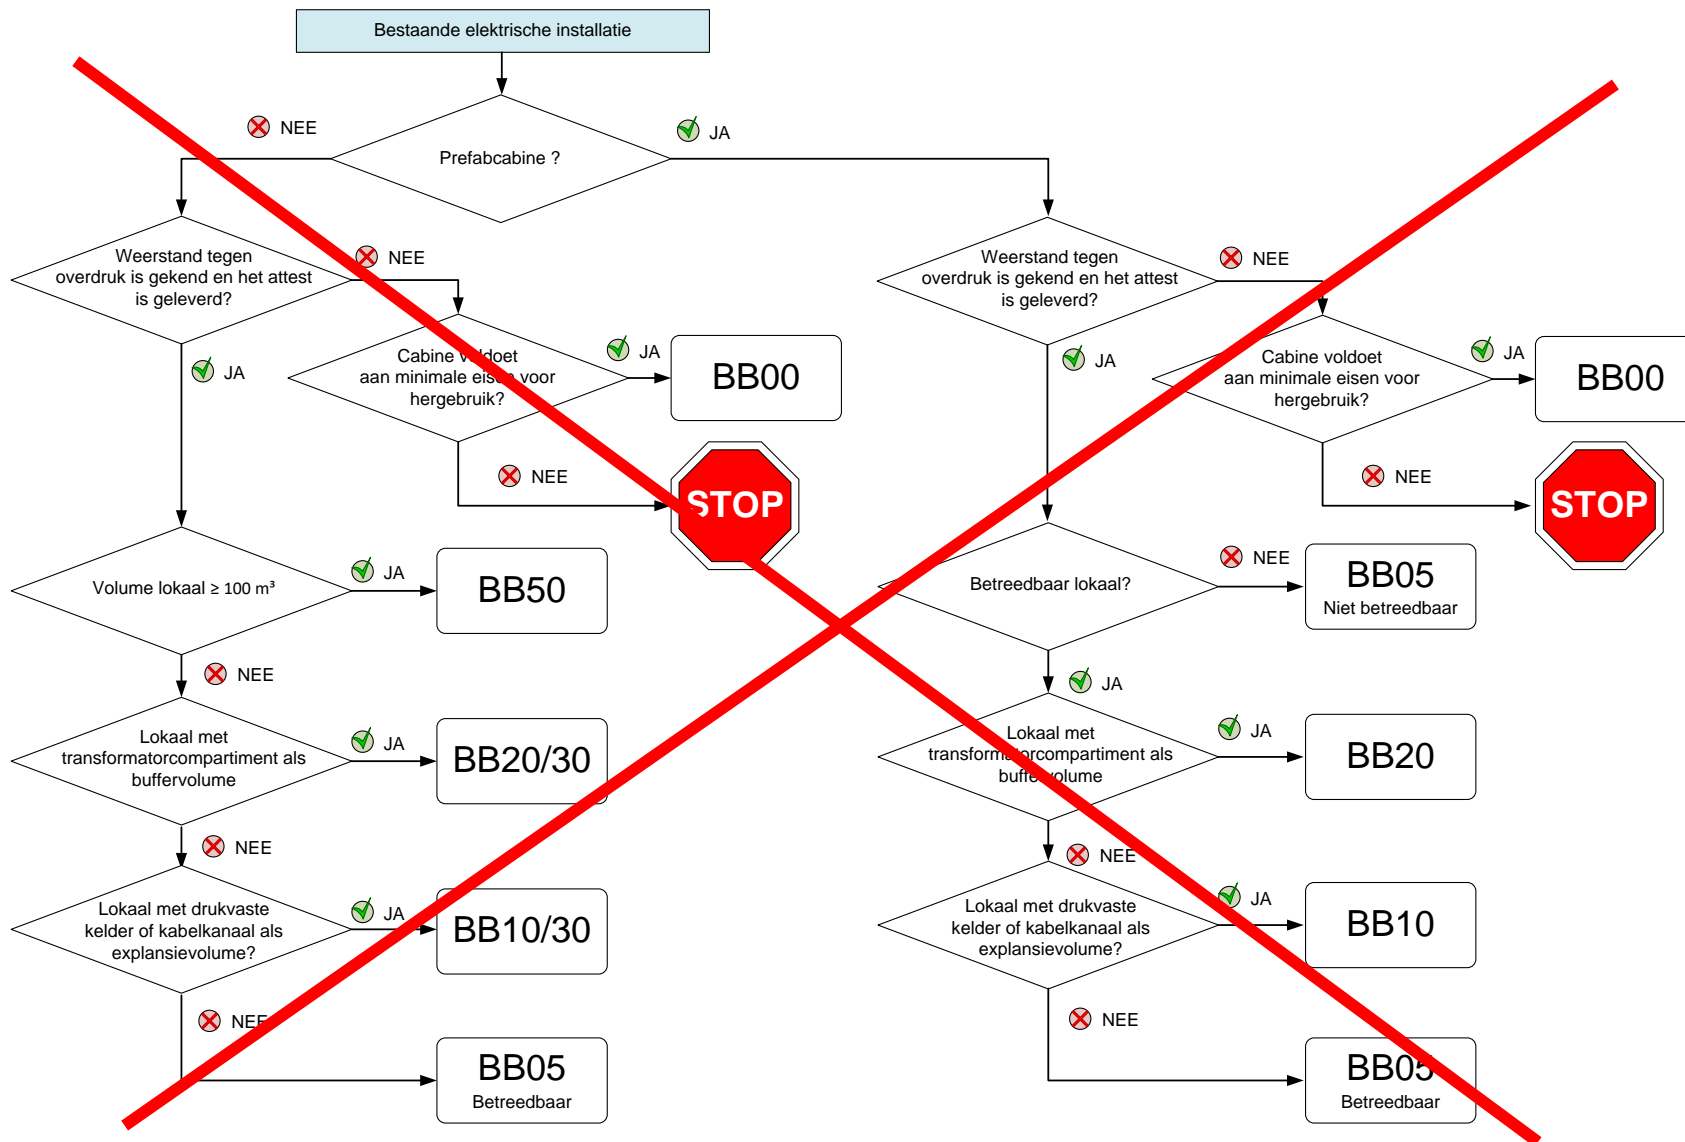 Bestaande elektrische installatie
NEE
JA
Prefabcabine ?
Weerstand tegen
overdruk is gekend en het attest
is geleverd?
NEE
JA
Cabine voldoet
aan minimale eisen voor
hergebruik?
JA
BB00
NEE
STOP
Volume lokaal ≥ 100 m³
JA
BB50
NEE
Lokaal met
transformatorcompartiment als
buffervolume
JA
BB20/30
NEE
Lokaal met drukvaste
kelder of kabelkanaal als
explansievolume?
JA
BB10/30
NEE
BB05
Betreedbaar
Weerstand tegen
overdruk is gekend en het attest
is geleverd?
NEE
JA
Cabine voldoet
aan minimale eisen voor
hergebruik?
JA
BB00
NEE
STOP
Betreedbaar lokaal?
NEE
BB05
Niet betreedbaar
JA
Lokaal met
transformatorcompartiment als
buffervolume
JA
BB20
NEE
Lokaal met drukvaste
kelder of kabelkanaal als
explansievolume?
JA
BB10
NEE
BB05
Betreedbaar